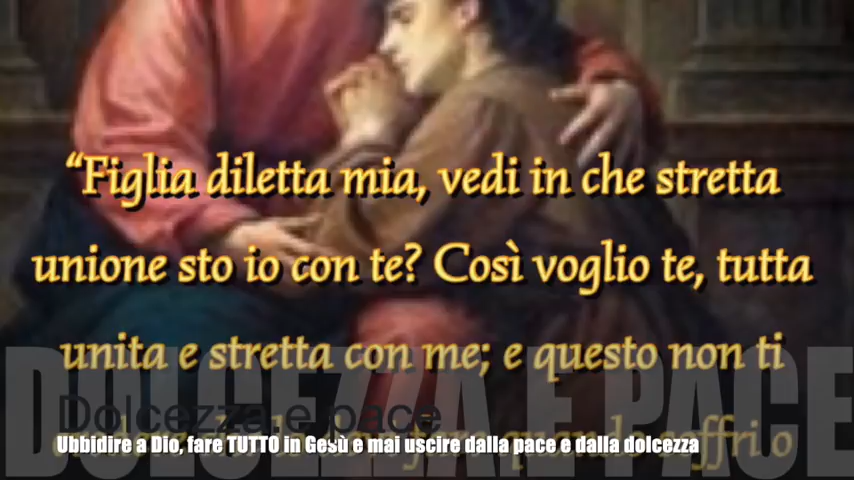 “Figlia diletta mia, vedi in che stretta
unione sto io con te? Così voglio te, tutta
unita e stretta con me; e questo non ti
quando soffri o
DOLCEZZA E PACE
Dolcezza e pace
Ubbidire a Dio, fare TUTTO in Gesù e mai uscire dalla pace e dalla dolcezza